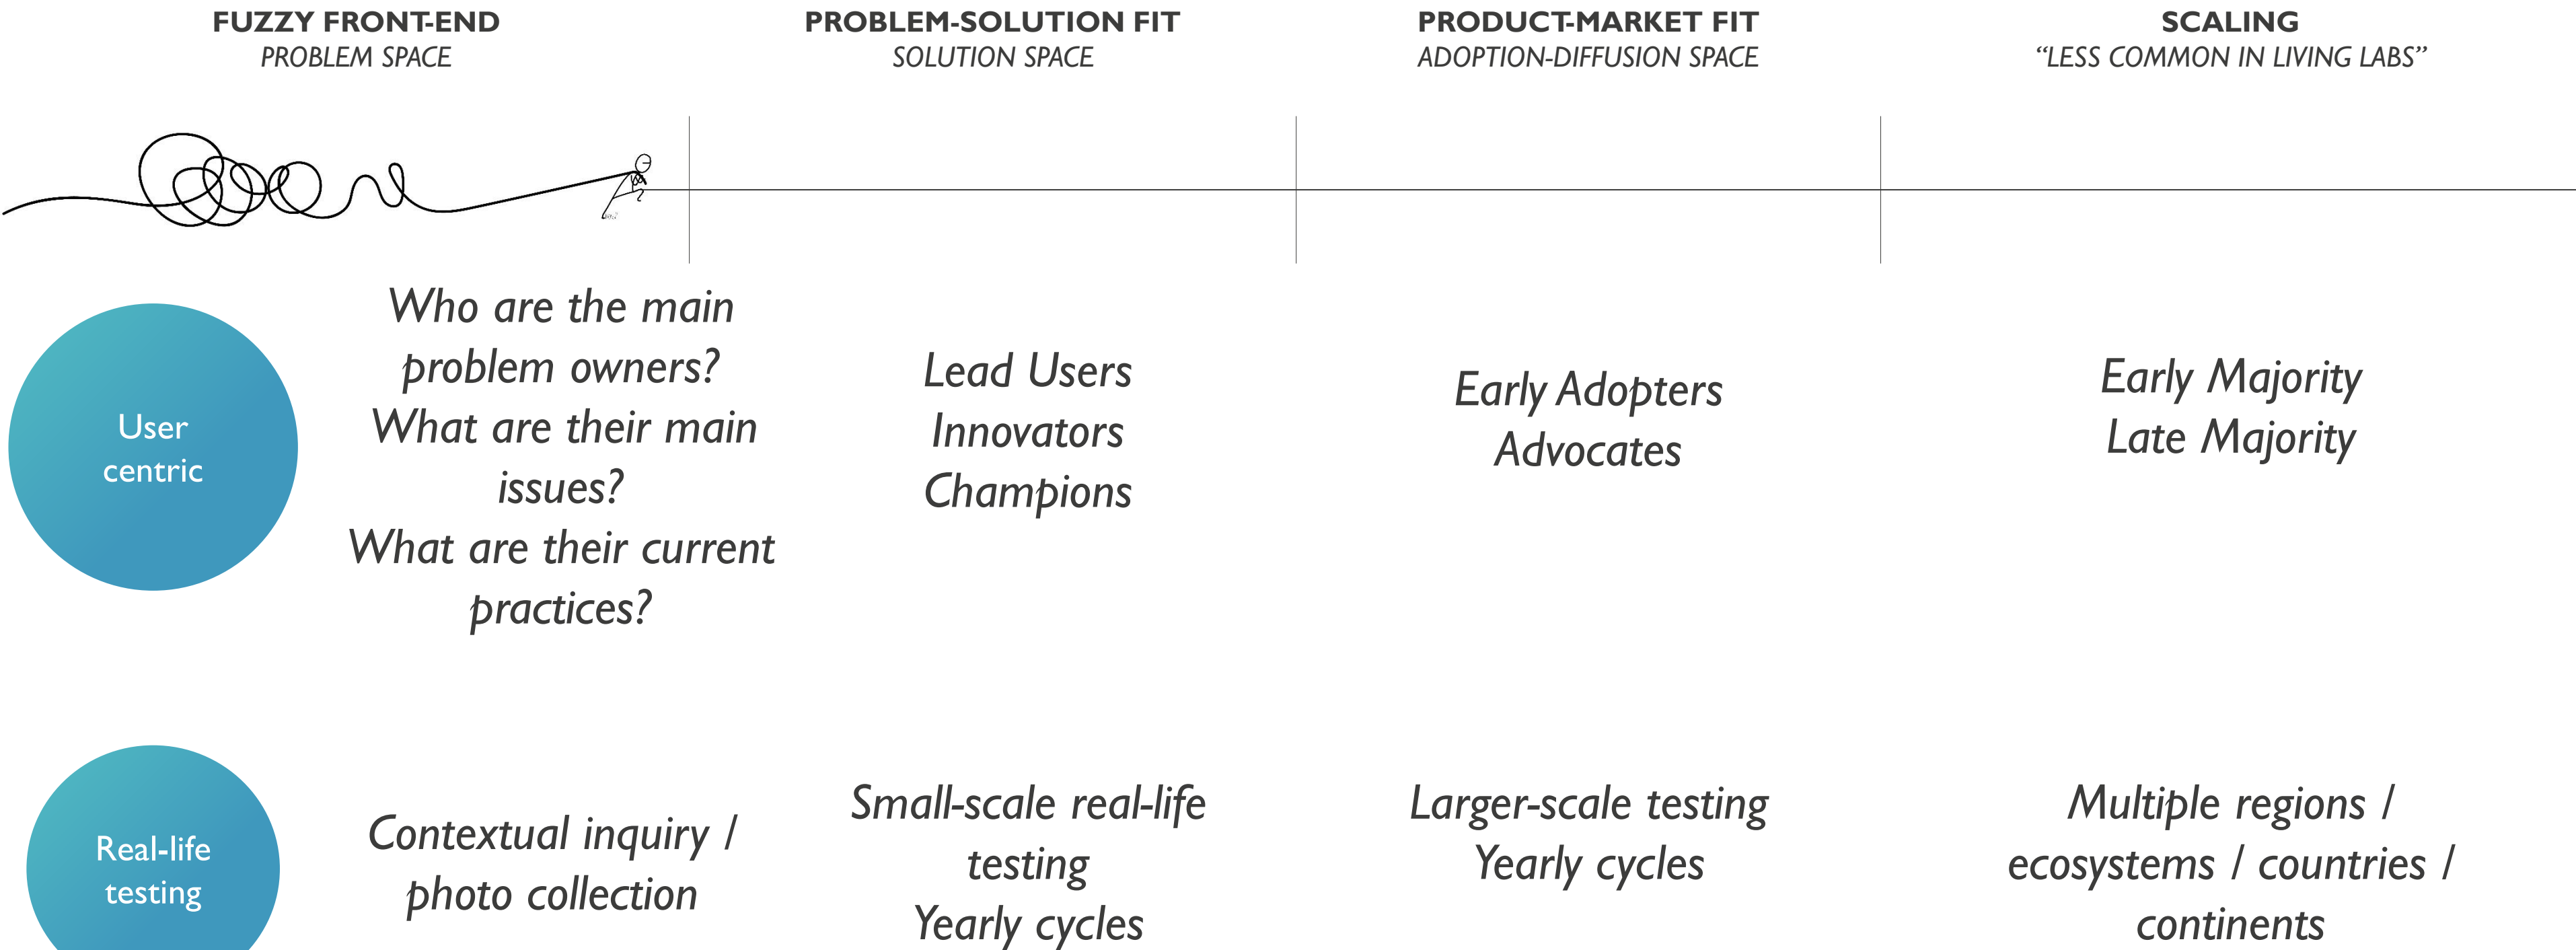 FUZZY FRONT-END
PROBLEM SPACE
PROBLEM-SOLUTION FIT
SOLUTION SPACE
PRODUCT-MARKET FIT
ADOPTION-DIFFUSION SPACE
SCALING
“LESS COMMON IN LIVING LABS”
User
centric
Who are the main
problem owners?
What are their main
issues?
What are their current
practices?
Lead Users
Innovators
Champions
Early Adopters
Advocates
Early Majority
Late Majority
Real-life
testing
Contextual inquiry /
photo collection
Small-scale real-life
testing
Yearly cycles
Larger-scale testing
Yearly cycles
Multiple regions /
ecosystems / countries /
continents